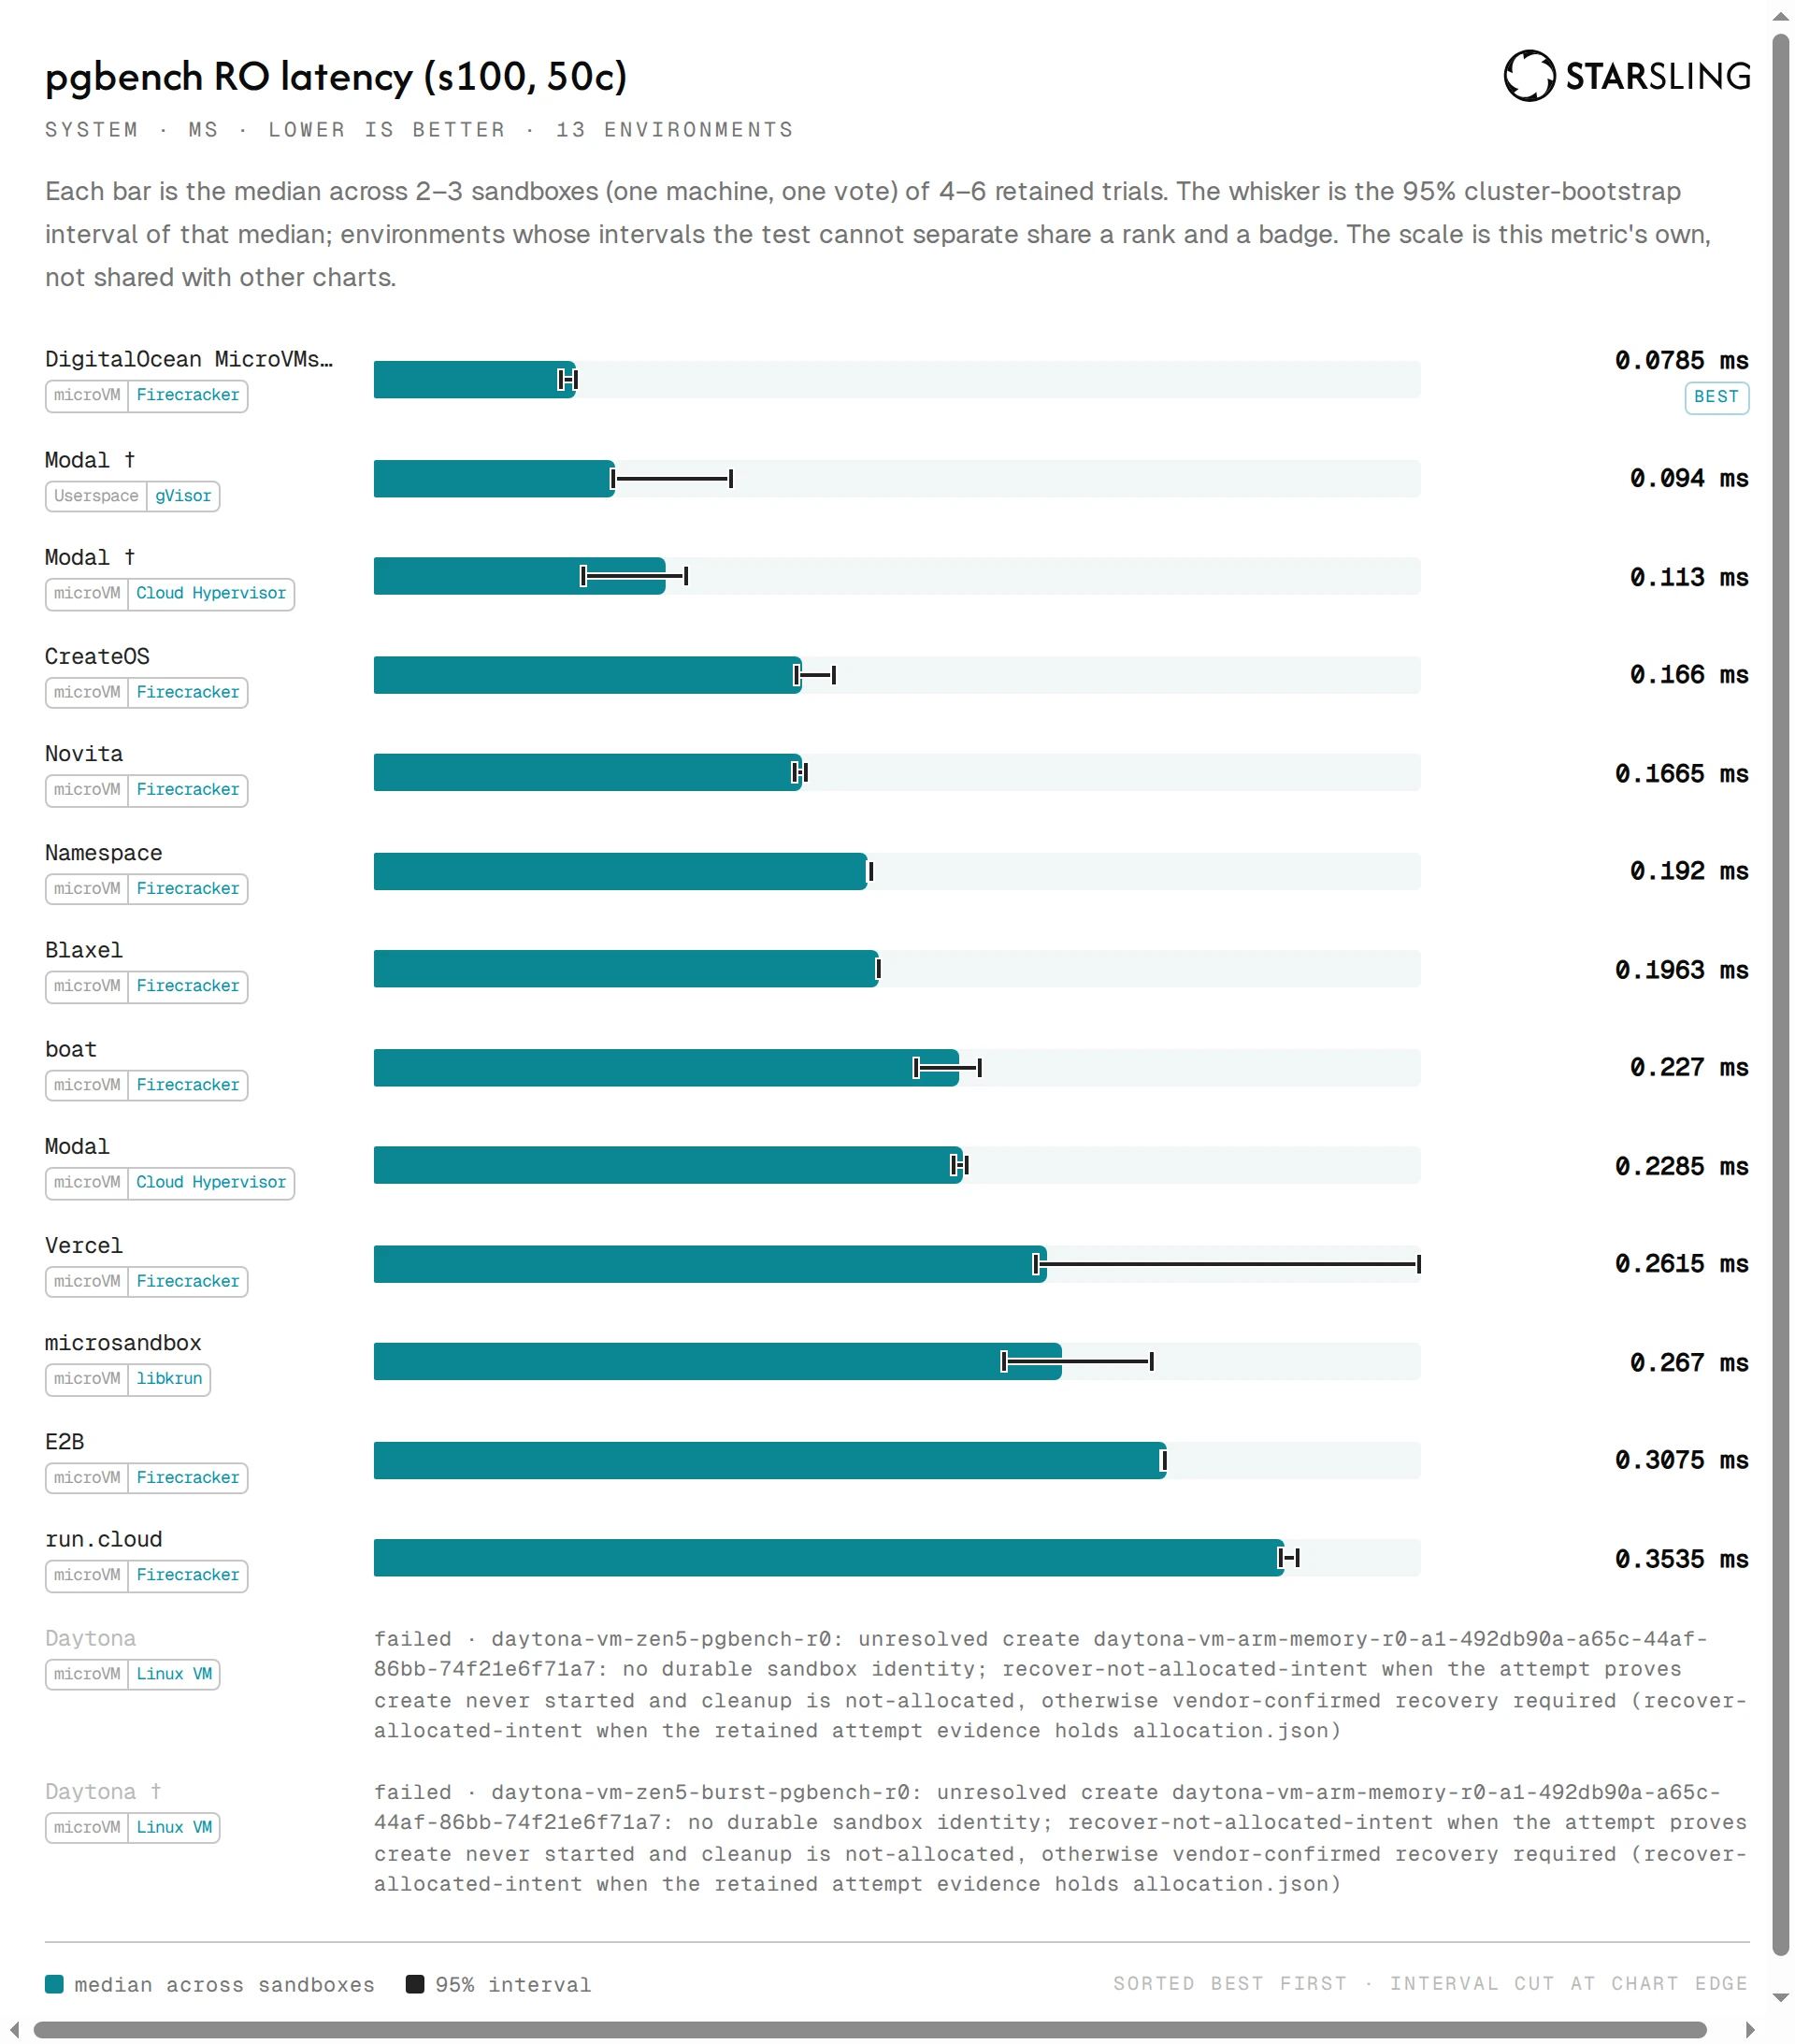 pgbench RO latency (s100, 50c)
STARSLING
SYSTEM · MS · LOWER IS BETTER · 13 ENVIRONMENTS
Each bar is the median across 2–3 sandboxes (one machine, one vote) of 4–6 retained trials. The whisker is the 95% cluster-bootstrap
interval of that median; environments whose intervals the test cannot separate share a rank and a badge. The scale is this metric's own,
not shared with other charts.
DigitalOcean MicroVMs…
0.0785 ms
microVM Firecracker
BEST
Modal †
0.094 ms
Userspace gVisor
Modal †
0.113 ms
microVM Cloud Hypervisor
CreateOS
0.166 ms
microVM Firecracker
Novita
0.1665 ms
microVM Firecracker
Namespace
0.192 ms
microVM Firecracker
Blaxel
0.1963 ms
microVM Firecracker
boat
0.227 ms
microVM Firecracker
Modal
0.2285 ms
microVM Cloud Hypervisor
Vercel
0.2615 ms
microVM Firecracker
microsandbox
0.267 ms
microVM libkrun
E2B
0.3075 ms
microVM Firecracker
run.cloud
0.3535 ms
microVM Firecracker
Daytona
microVM Linux VM
failed · daytona-vm-zen5-pgbench-r0: unresolved create daytona-vm-arm-memory-r0-a1-492db90a-a65c-44af-
86bb-74f21e6f71a7: no durable sandbox identity; recover-not-allocated-intent when the attempt proves
create never started and cleanup is not-allocated, otherwise vendor-confirmed recovery required (recover-
allocated-intent when the retained attempt evidence holds allocation.json)
Daytona †
microVM Linux VM
failed · daytona-vm-zen5-burst-pgbench-r0: unresolved create daytona-vm-arm-memory-r0-a1-492db90a-a65c-
44af-86bb-74f21e6f71a7: no durable sandbox identity; recover-not-allocated-intent when the attempt proves
create never started and cleanup is not-allocated, otherwise vendor-confirmed recovery required (recover-
allocated-intent when the retained attempt evidence holds allocation.json)
median across sandboxes
95% interval
SORTED BEST FIRST · INTERVAL CUT AT CHART EDGE